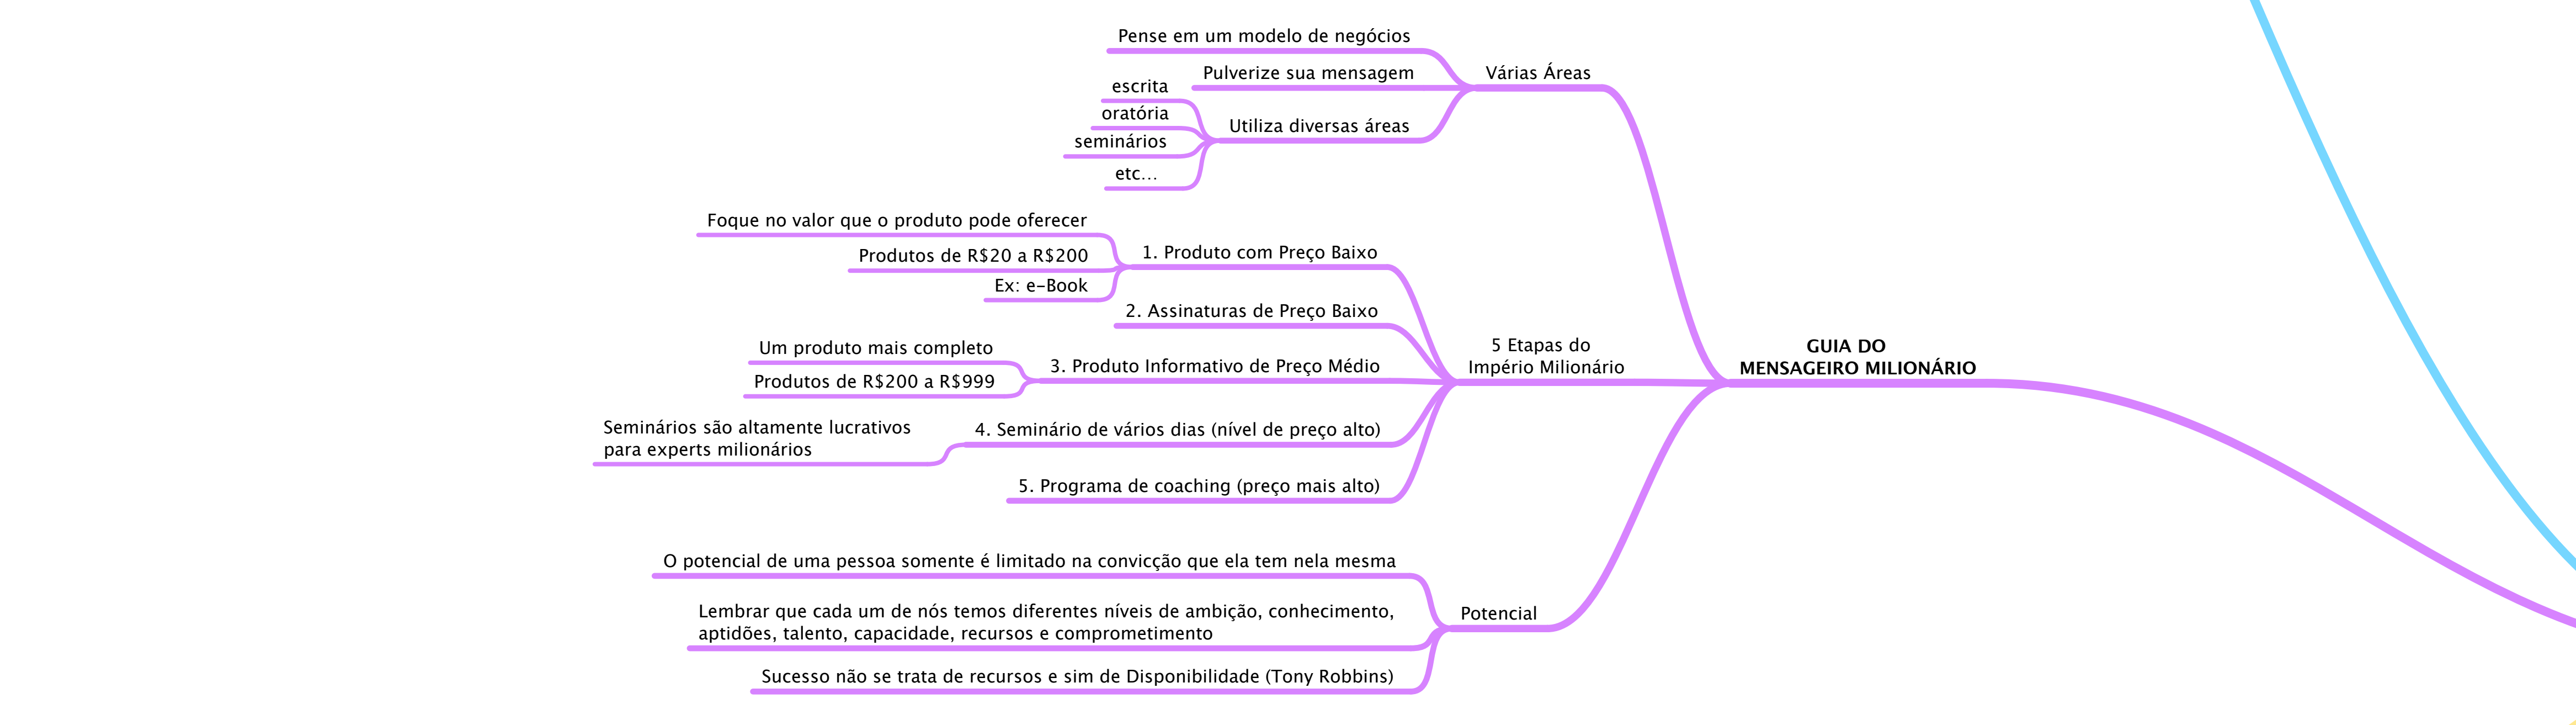 GUIA DO
MENSAGEIRO MILIONÁRIO
Várias Áreas
Pense em um modelo de negócios
Pulverize sua mensagem
Utiliza diversas áreas
escrita
oratória
seminários
etc...
5 Etapas do
Império Milionário
1. Produto com Preço Baixo
Foque no valor que o produto pode oferecer
Produtos de R$20 a R$200
Ex: e-Book
2. Assinaturas de Preço Baixo
3. Produto Informativo de Preço Médio
Um produto mais completo
Produtos de R$200 a R$999
4. Seminário de vários dias (nível de preço alto)
Seminários são altamente lucrativos
para experts milionários
5. Programa de coaching (preço mais alto)
Potencial
O potencial de uma pessoa somente é limitado na convicção que ela tem nela mesma
Lembrar que cada um de nós temos diferentes níveis de ambição, conhecimento,
aptidões, talento, capacidade, recursos e comprometimento
Sucesso não se trata de recursos e sim de Disponibilidade (Tony Robbins)